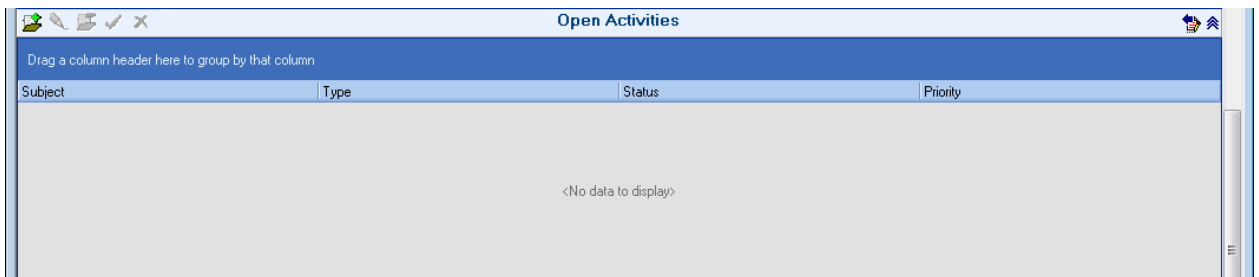 Open Activities
Drag a column header here to group by that column
Subject Type Status Priority
<No data to display>